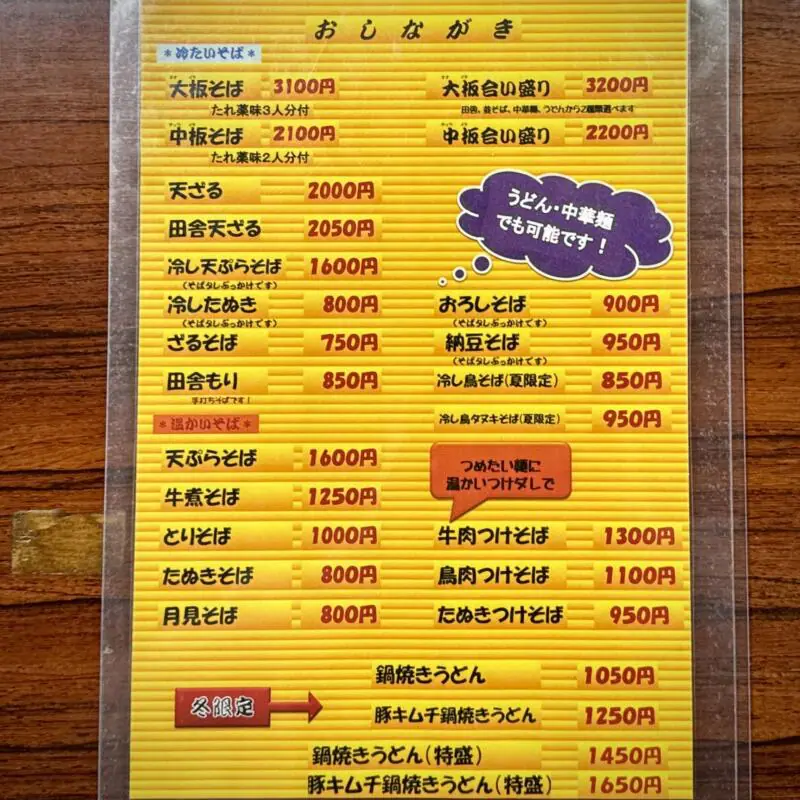 おしながき
*冷たいそば*
大板そば 3100円
たれ薬味3人分付
中板そば 2100円
たれ薬味2人分付
大板合い盛り 3200円
田舎、並そば、中華麺、うどんから2種類選べます
中板合い盛り 2200円
天ざる 2000円
田舎天ざる 2050円
冷し天ぷらそば 1600円
(そばタレぶっかけです)
冷したぬき 800円
(そばタレぶっかけです)
ざるそば 750円
田舎もり 850円
手打ちそばです!
うどん・中華麺
でも可能です!
おろしそば 900円
(そばタレぶっかけです)
納豆そば 950円
(そばタレぶっかけです)
冷し鳥そば(夏限定) 850円
冷し鳥タヌキそば(夏限定) 950円
*温かいそば*
天ぷらそば 1600円
牛煮そば 1250円
とりそば 1000円
たぬきそば 800円
月見そば 800円
つめたい麺に
温かいつけダレで
牛肉つけそば 1300円
鳥肉つけそば 1100円
たぬきつけそば 950円
冬限定
鍋焼きうどん 1050円
豚キムチ鍋焼きうどん 1250円
鍋焼きうどん(特盛) 1450円
豚キムチ鍋焼きうどん(特盛) 1650円